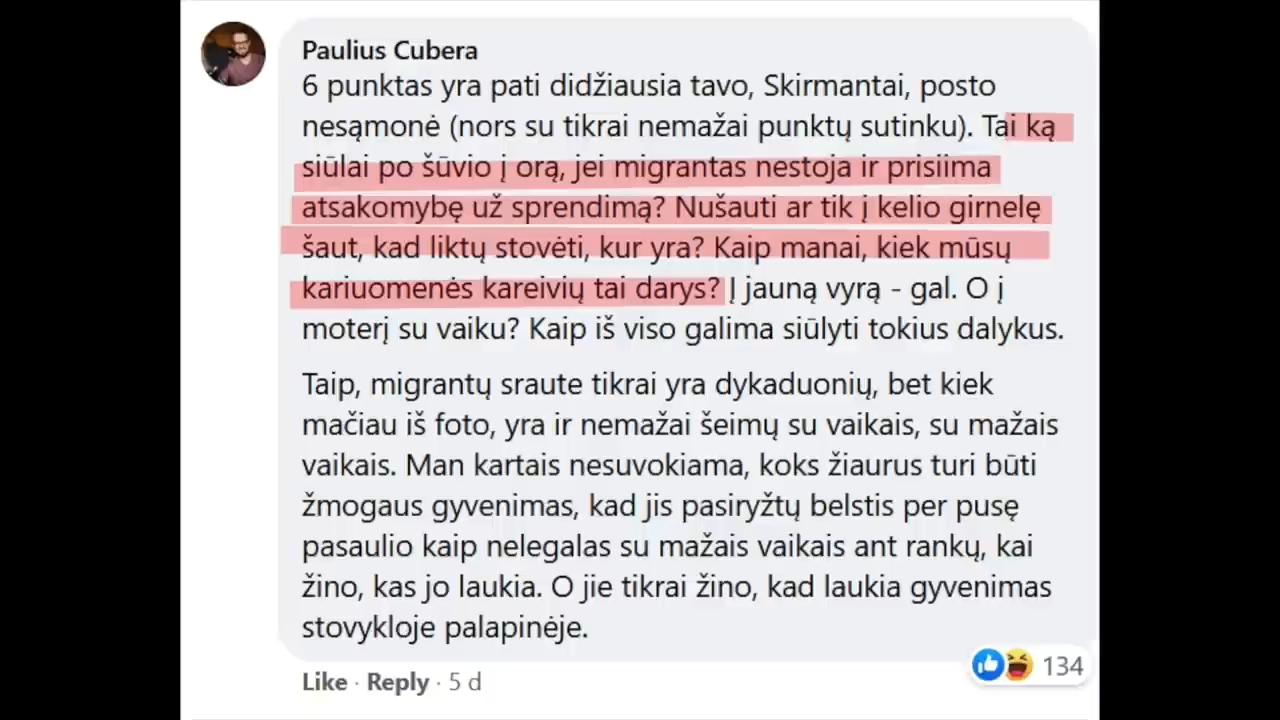 Paulius Cubera
6 punktas yra pati didžiausia tavo, Skirmantai, posto
nesąmonė (nors su tikrai nemažai punktų sutinku). Tai ką
siūlai po šūvio į orą, jei migrantas nestoja ir prisiima
atsakomybę už sprendimą? Nušauti ar tik į kelio girnelę
šaut, kad liktų stovėti, kur yra? Kaip manai, kiek mūsų
kariuomenės kareivių tai darys? Į jauną vyrą - gal. O į
moterį su vaiku? Kaip iš viso galima siūlyti tokius dalykus.
Taip, migrantų sraute tikrai yra dykaduonių, bet kiek
mačiau iš foto, yra ir nemažai šeimų su vaikais, su mažais
vaikais. Man kartais nesuvokiama, koks žiaurus turi būti
žmogaus gyvenimas, kad jis pasiryžtų belstis per pusę
pasaulio kaip nelegalas su mažais vaikais ant rankų, kai
žino, kas jo laukia. O jie tikrai žino, kad laukia gyvenimas
stovykloje palapinėje.
134
Like · Reply · 5 d